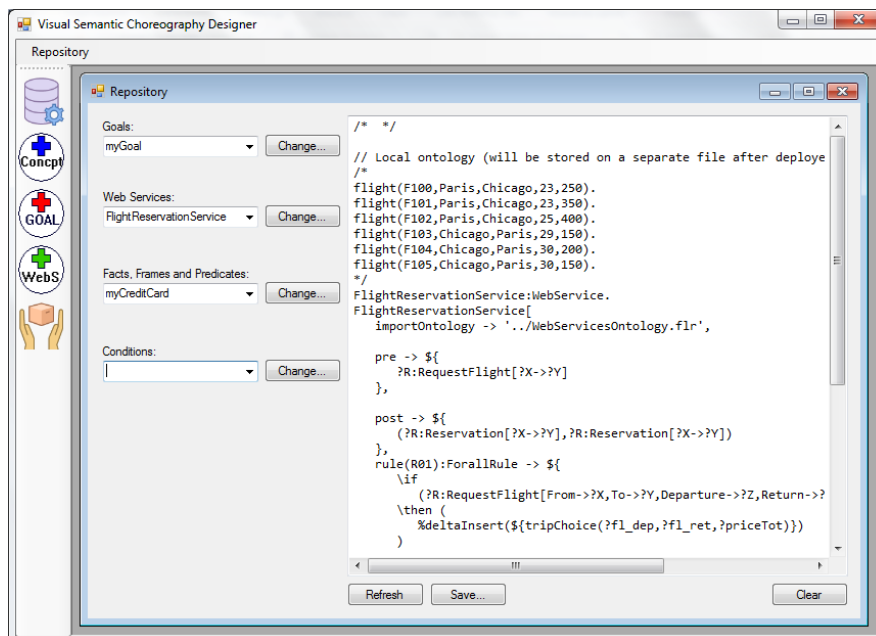 Visual Semantic Choreography Designer
Repository
Concpt
GOAL
WebS
Repository
Goals:
myGoal
Change...
Web Services:
FlightReservationService
Change...
Facts, Frames and Predicates:
myCreditCard
Change...
Conditions:
Change...
/*  */
// Local ontology (will be stored on a separate file after deploye
/*
flight(F100,Paris,Chicago,23,250).
flight(F101,Paris,Chicago,23,350).
flight(F102,Paris,Chicago,25,400).
flight(F103,Chicago,Paris,29,150).
flight(F104,Chicago,Paris,30,200).
flight(F105,Chicago,Paris,30,150).
*/
FlightReservationService:WebService.
FlightReservationService[
importOntology -> '../WebServicesOntology.flr',
pre -> ${
?R:RequestFlight[?X->?Y]
},
post -> ${
(?R:Reservation[?X->?Y],?R:Reservation[?X->?Y])
},
rule(R01):ForallRule -> ${
\if
(?R:RequestFlight[From->?X,To->?Y,Departure->?Z,Return->?
\then (
%deltaInsert(${tripChoice(?fl_dep,?fl_ret,?priceTot)})
)
Refresh
Save...
Clear